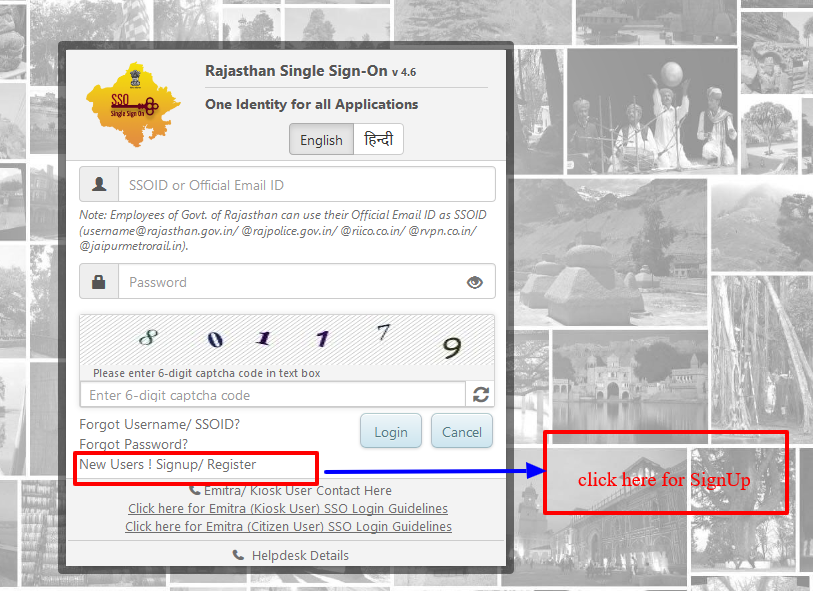 Rajasthan Single Sign-On v 4.6
SSO
Single Sign On
One Identity for all Applications
English हिन्दी
SSOID or Official Email ID
Note: Employees of Govt. of Rajasthan can use their Official Email ID as SSOID
(username@rajasthan.gov.in/ @rajpolice.gov.in/ @riico.co.in/ @rvpn.co.in/
@jaipurmetrorail.in).
Password
8 0 1 1 7 9
Please enter 6-digit captcha code in text box
Enter 6-digit captcha code
Forgot Username/ SSOID?
Login Cancel
Forgot Password?
New Users ! Signup/ Register
click here for SignUp
Emitra/ Kiosk User Contact Here
Click here for Emitra (Kiosk User) SSO Login Guidelines
Click here for Emitra (Citizen User) SSO Login Guidelines
Helpdesk Details